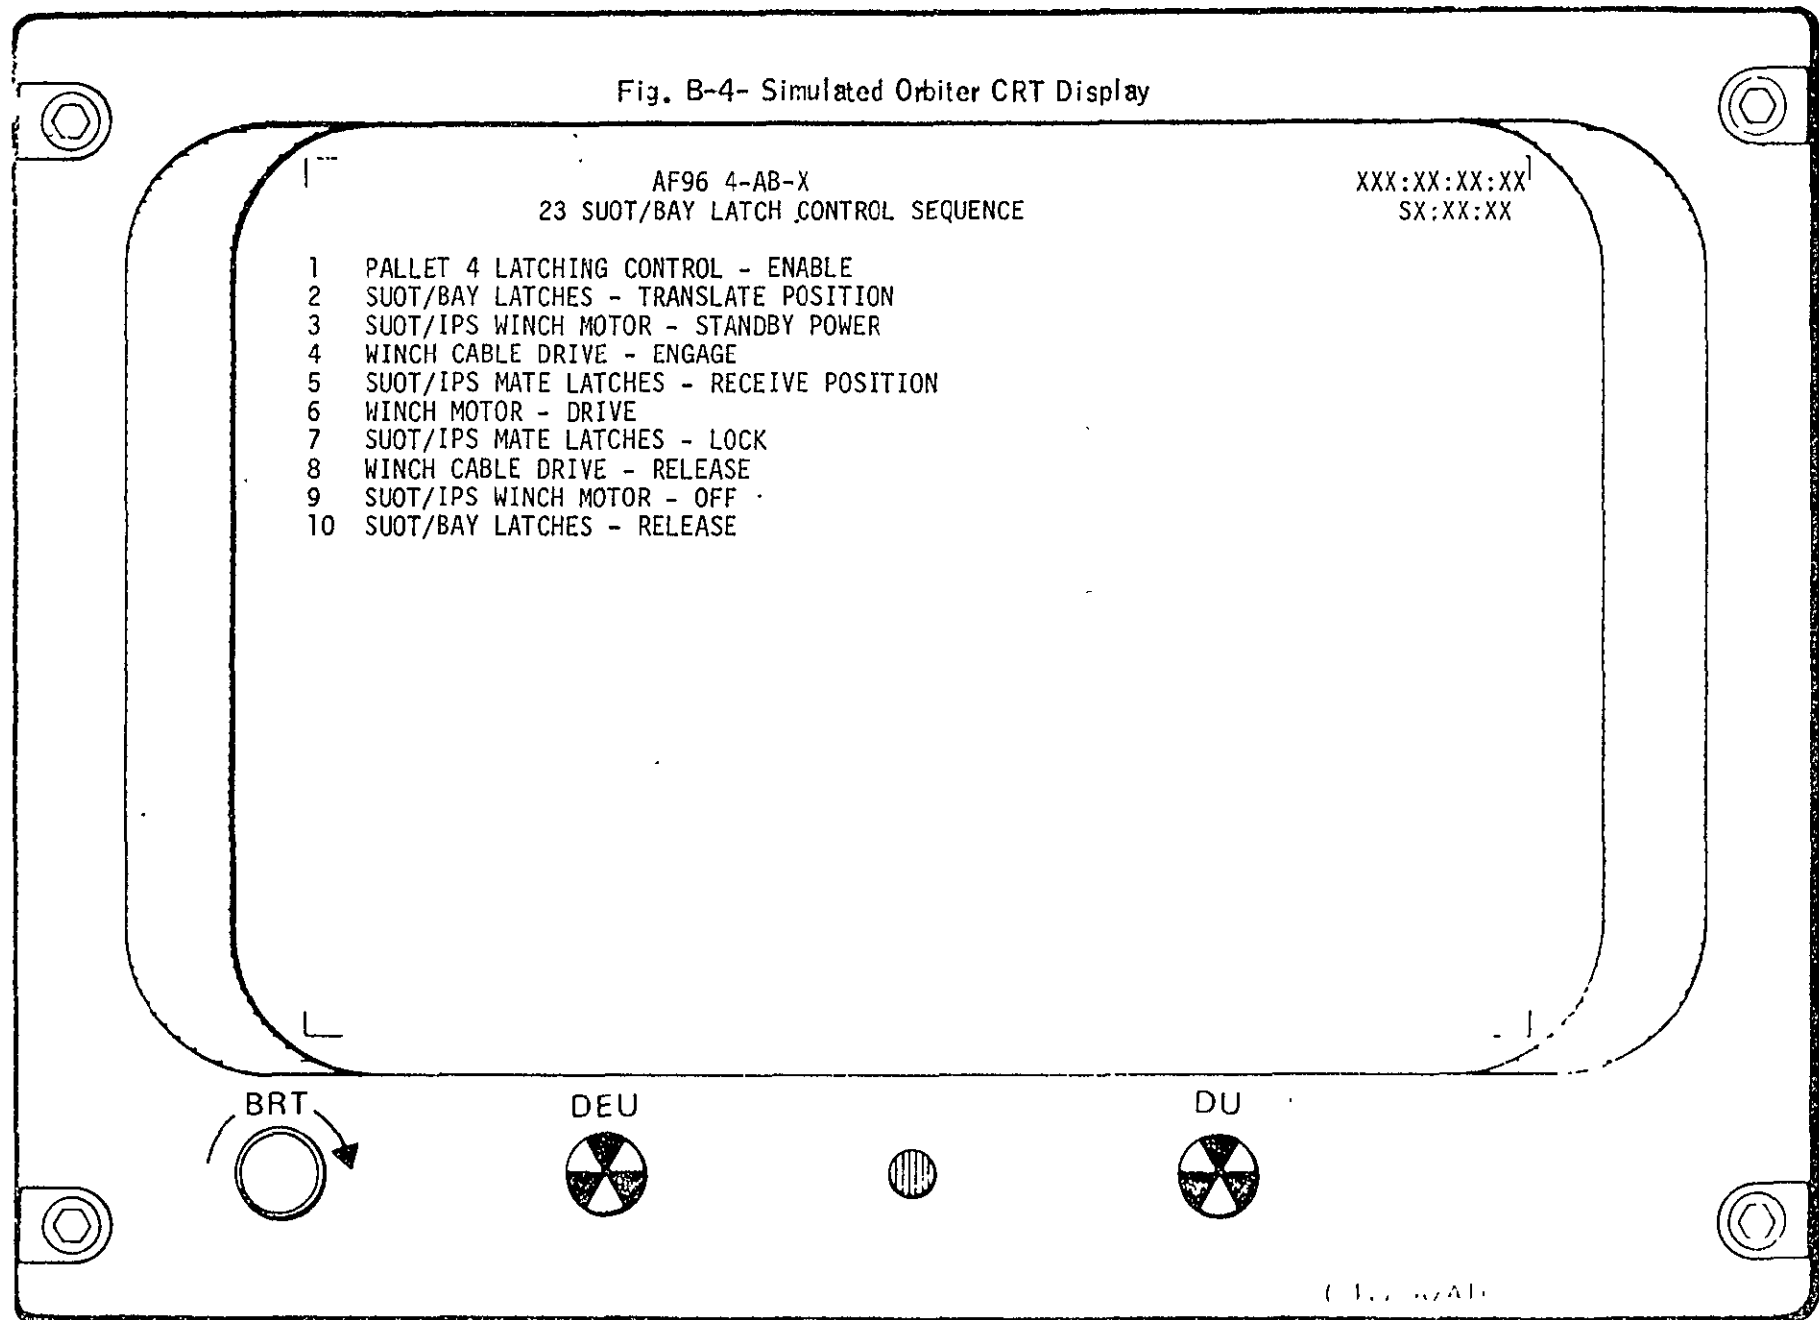 Fig. B-4- Simulated Orbiter CRT Display
AF96 4-AB-X XXX:XX:XX:XX
23 SUOT/BAY LATCH CONTROL SEQUENCE SX:XX:XX
1 PALLET 4 LATCHING CONTROL - ENABLE
2 SUOT/BAY LATCHES - TRANSLATE POSITION
3 SUOT/IPS WINCH MOTOR - STANDBY POWER
4 WINCH CABLE DRIVE - ENGAGE
5 SUOT/IPS MATE LATCHES - RECEIVE POSITION
6 WINCH MOTOR - DRIVE
7 SUOT/IPS MATE LATCHES - LOCK
8 WINCH CABLE DRIVE - RELEASE
9 SUOT/IPS WINCH MOTOR - OFF
10 SUOT/BAY LATCHES - RELEASE
BRT DEU DU